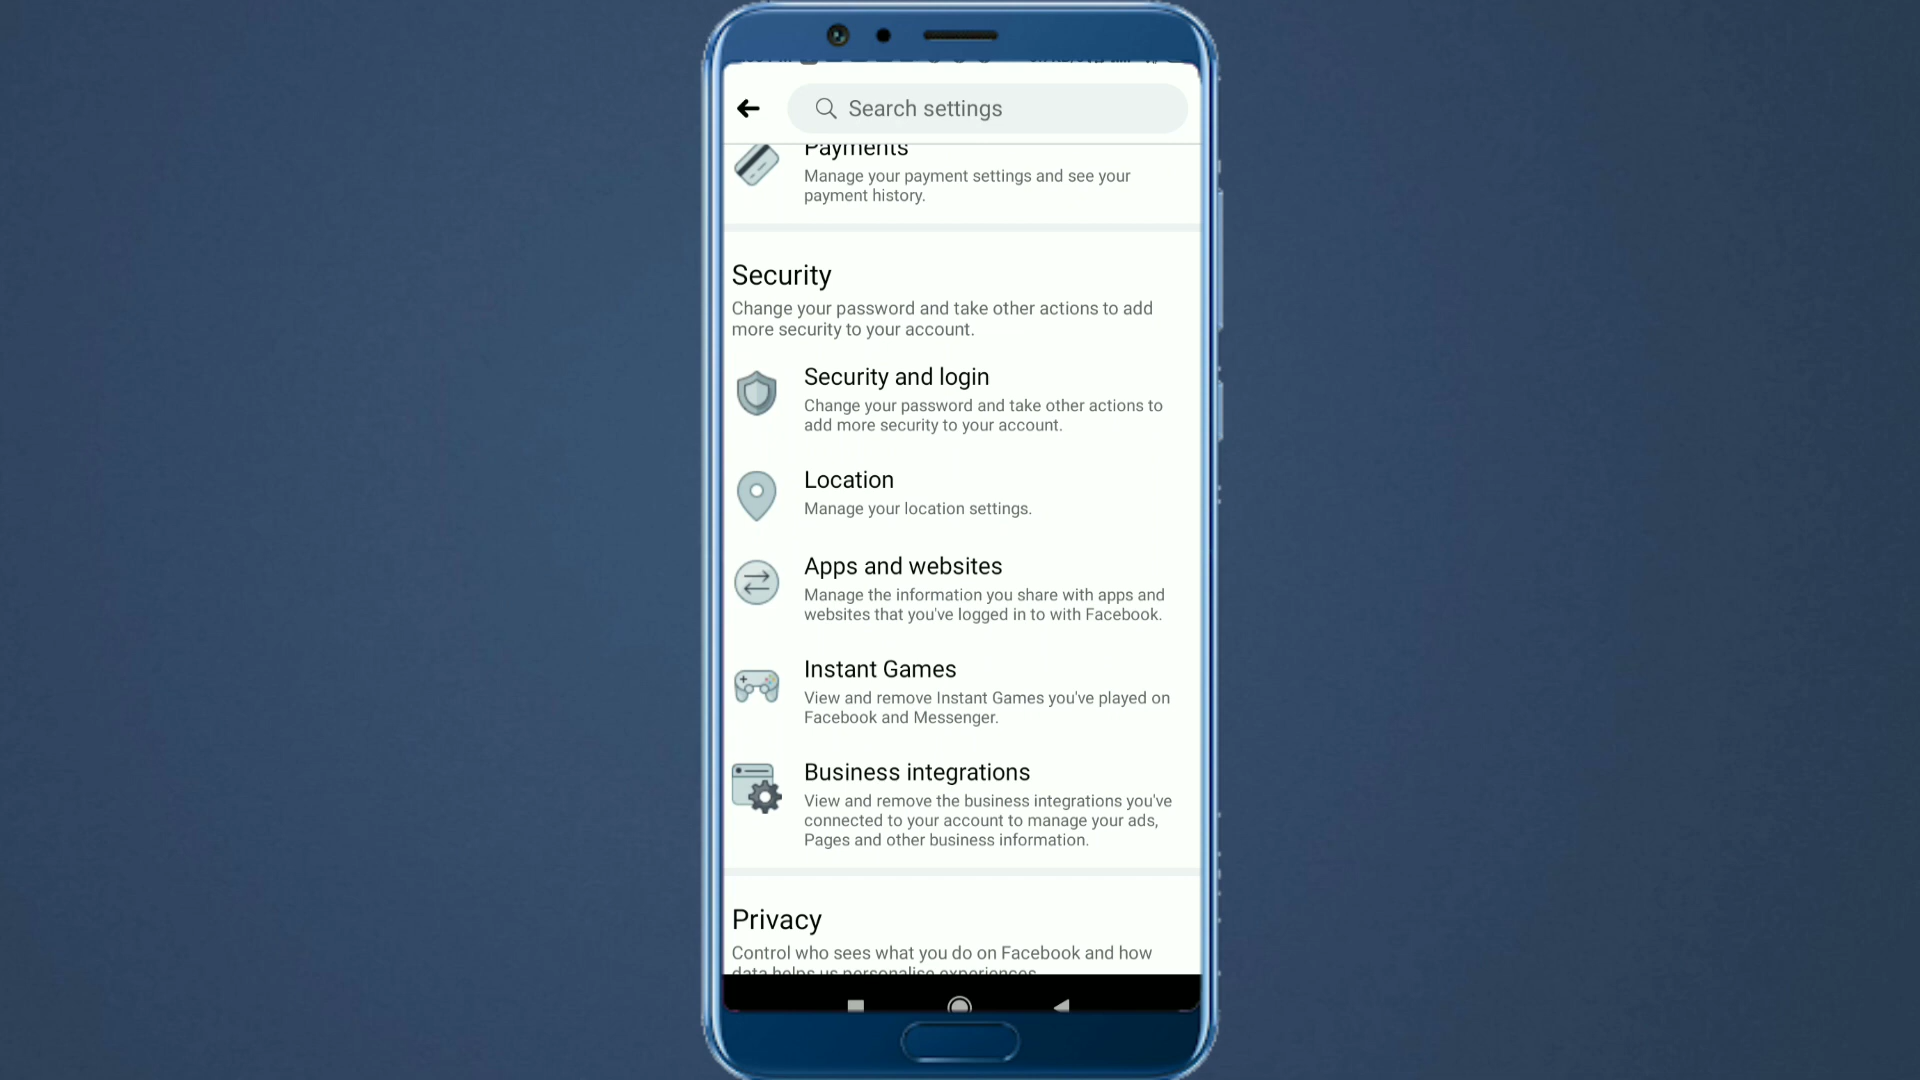 Search settings
Payments
Manage your payment settings and see your
payment history.
Security
Change your password and take other actions to add
more security to your account.
Security and login
Change your password and take other actions to
add more security to your account.
Location
Manage your location settings.
Apps and websites
Manage the information you share with apps and
websites that you've logged in to with Facebook.
Instant Games
View and remove Instant Games you've played on
Facebook and Messenger.
Business integrations
View and remove the business integrations you've
connected to your account to manage your ads,
Pages and other business information.
Privacy
Control who sees what you do on Facebook and how
data helps us personalise experiences